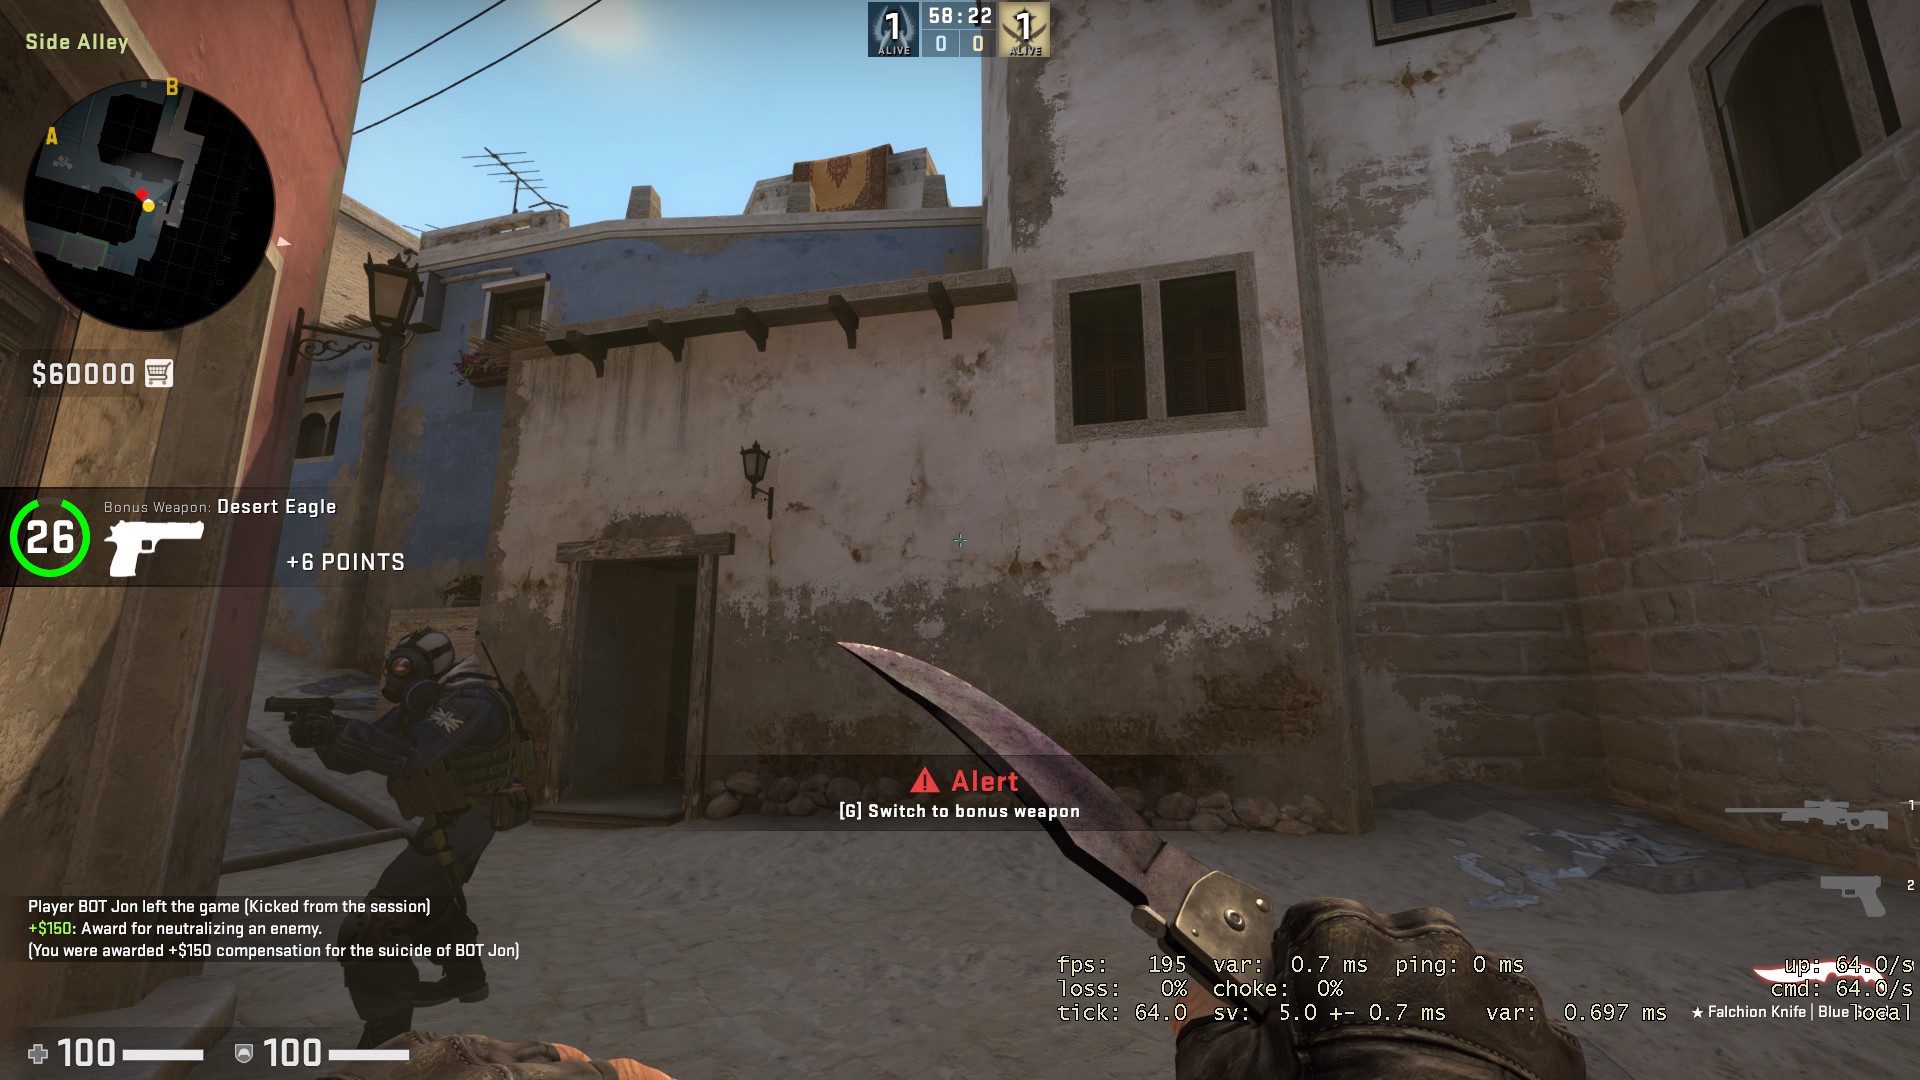 Side Alley
B
A
1
ALIVE
58:22
0 0
1
ALIVE
$60000
26
Bonus Weapon: Desert Eagle
+6 POINTS
Alert
[G] Switch to bonus weapon
1
2
Player BOT Jon left the game (Kicked from the session)
+$150: Award for neutralizing an enemy.
(You were awarded +$150 compensation for the suicide of BOT Jon)
fps: 195 var: 0.7 ms ping: 0 ms
up: 64.0/s
loss: 0% choke: 0%
cmd: 64.0/s
tick: 64.0 sv: 5.0 +- 0.7 ms var: 0.697 ms
local
★ Falchion Knife | Blue
100
100